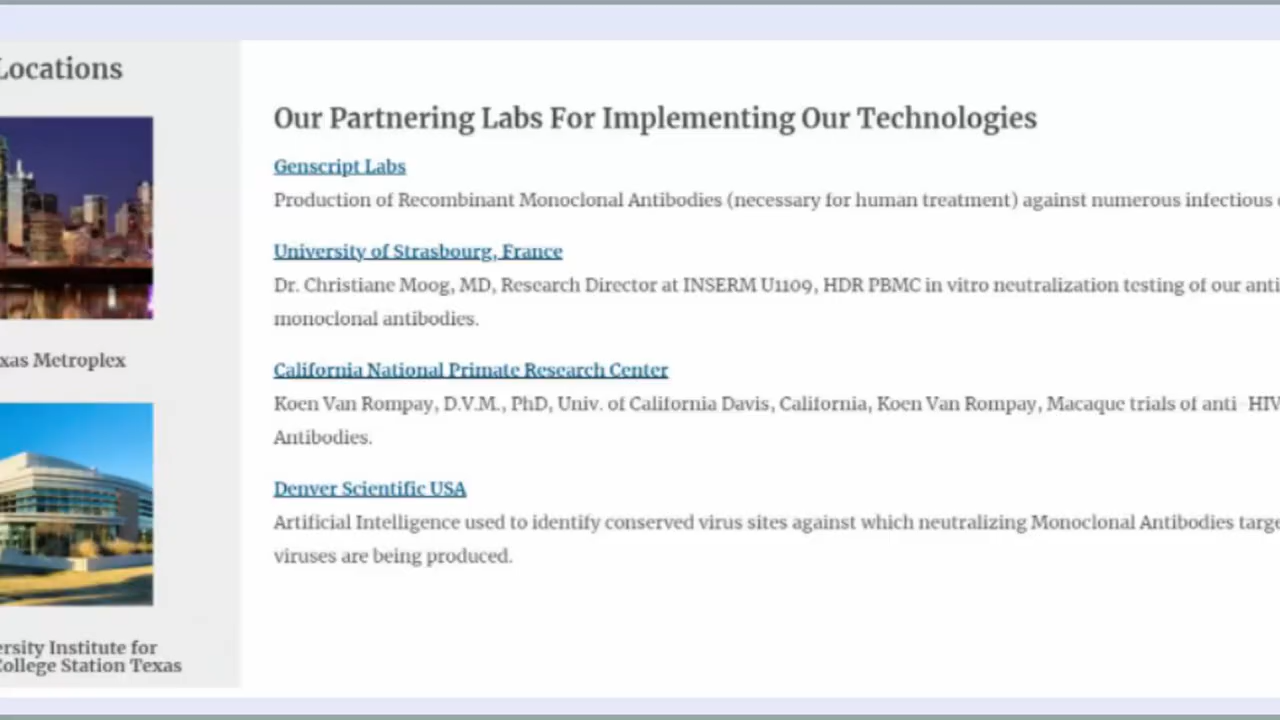 Locations
xas Metroplex
ersity Institute for
College Station Texas
Our Partnering Labs For Implementing Our Technologies
Genscript Labs
Production of Recombinant Monoclonal Antibodies (necessary for human treatment) against numerous infectious
University of Strasbourg, France
Dr. Christiane Moog, MD, Research Director at INSERM U1109, HDR PBMC in vitro neutralization testing of our anti
monoclonal antibodies.
California National Primate Research Center
Koen Van Rompay, D.V.M., PhD, Univ. of California Davis, California, Koen Van Rompay, Macaque trials of anti-HIV
Antibodies.
Denver Scientific USA
Artificial Intelligence used to identify conserved virus sites against which neutralizing Monoclonal Antibodies targe
viruses are being produced.